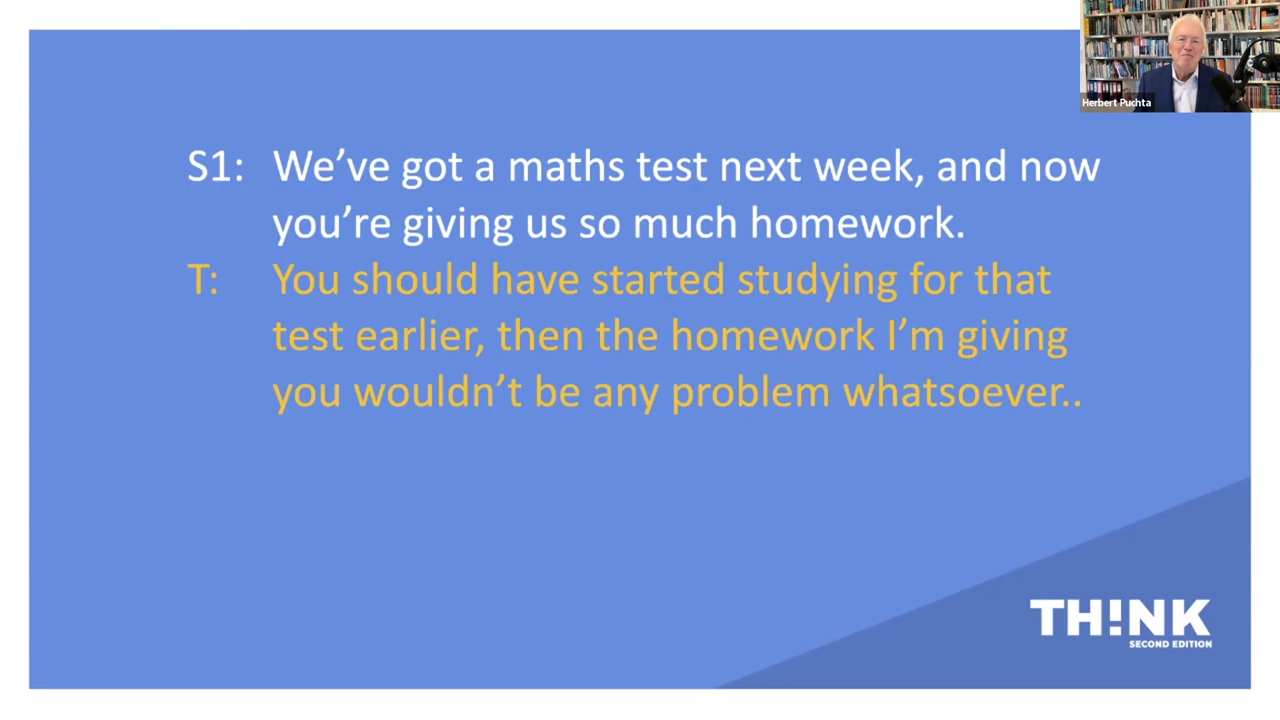 Herbert Puchta
S1: We’ve got a maths test next week, and now
you’re giving us so much homework.
T: You should have started studying for that
test earlier, then the homework I’m giving
you wouldn’t be any problem whatsoever..
TH!NK
SECOND EDITION